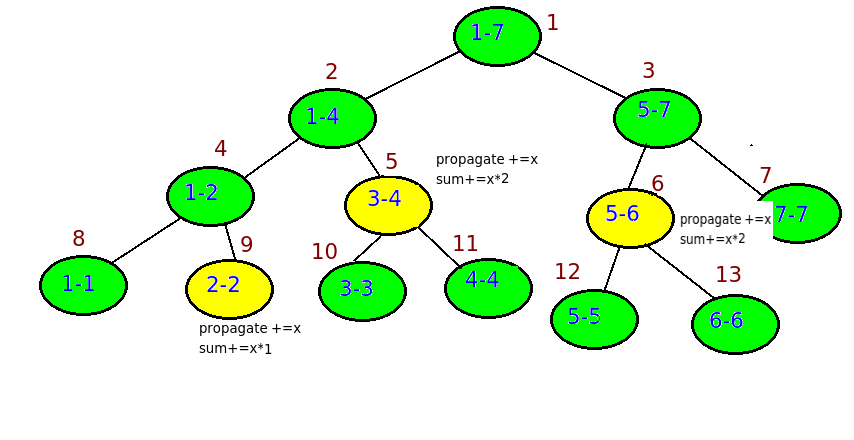 1-7 1
2 3
1-4 5-7
4 5 propagate +=x
sum+=x*2
1-2 3-4 6 7
5-6 propagate +=x 7-7
sum+=x*2
8 9 10 11
1-1 2-2 3-3 4-4 12 13
propagate +=x 5-5 6-6
sum+=x*1